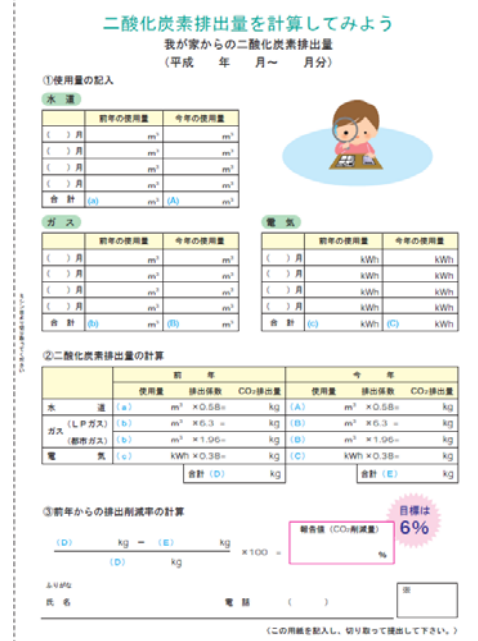 二酸化炭素排出量を計算してみよう
我が家からの二酸化炭素排出量
(平成　　年　　月～　　月分)
①使用量の記入
水 道
前年の使用量 今年の使用量
(　) 月 m³ m³
(　) 月 m³ m³
(　) 月 m³ m³
(　) 月 m³ m³
合 計 (a) m³ (A) m³
ガ ス
前年の使用量 今年の使用量
(　) 月 m³ m³
(　) 月 m³ m³
(　) 月 m³ m³
(　) 月 m³ m³
合 計 (b) m³ (B) m³
電 気
前年の使用量 今年の使用量
(　) 月 kWh kWh
(　) 月 kWh kWh
(　) 月 kWh kWh
(　) 月 kWh kWh
合 計 (c) kWh (C) kWh
②二酸化炭素排出量の計算
前 年 今 年
使用量 排出係数 CO₂排出量 使用量 排出係数 CO₂排出量
水 道 (a) m³ ×0.58= kg (A) m³ ×0.58= kg
ガス (LPガス) (b) m³ ×6.3 = kg (B) m³ ×6.3 = kg
(都市ガス) (b) m³ ×1.96= kg (B) m³ ×1.96= kg
電 気 (c) kWh ×0.38= kg (C) kWh ×0.38= kg
合計 (D) kg 合計 (E) kg
③前年からの排出削減率の計算
目標は
6%
報告値 (CO₂削減量)
%
(D) kg － (E) kg
×100 =
(D) kg
ふりがな
氏 名 電 話 (　　)
(この用紙を記入し、切り取って提出して下さい。)